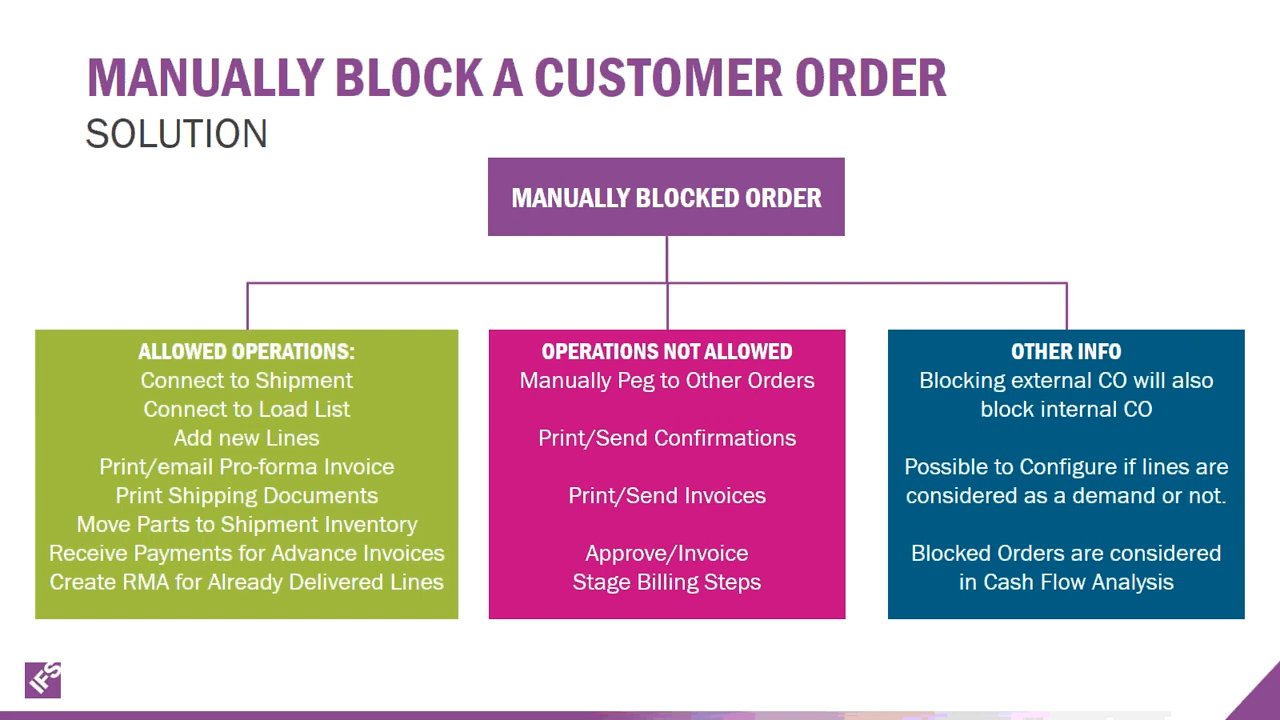 MANUALLY BLOCK A CUSTOMER ORDER
SOLUTION
MANUALLY BLOCKED ORDER
ALLOWED OPERATIONS:
Connect to Shipment
Connect to Load List
Add new Lines
Print/email Pro-forma Invoice
Print Shipping Documents
Move Parts to Shipment Inventory
Receive Payments for Advance Invoices
Create RMA for Already Delivered Lines
OPERATIONS NOT ALLOWED
Manually Peg to Other Orders
Print/Send Confirmations
Print/Send Invoices
Approve/Invoice
Stage Billing Steps
OTHER INFO
Blocking external CO will also
block internal CO
Possible to Configure if lines are
considered as a demand or not.
Blocked Orders are considered
in Cash Flow Analysis
IFS